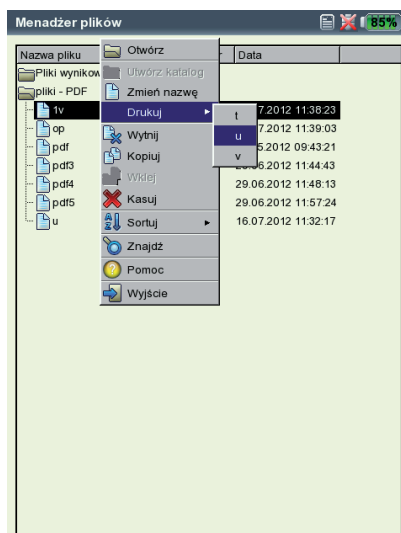 Menadżer plików
85%
Nazwa pliku
Data
Pliki wynikow
pliki - PDF
1v
7.2012 11:38:23
op
7.2012 11:39:03
pdf
5.2012 09:43:21
pdf3
29.06.2012 11:44:43
pdf4
29.06.2012 11:48:13
pdf5
29.06.2012 11:57:24
u
16.07.2012 11:32:17
Otwórz
Utwórz katalog
Zmień nazwę
Drukuj
Wytnij
Kopiuj
Wklej
Kasuj
Sortuj
Znajdź
Pomoc
Wyjście
t
u
v